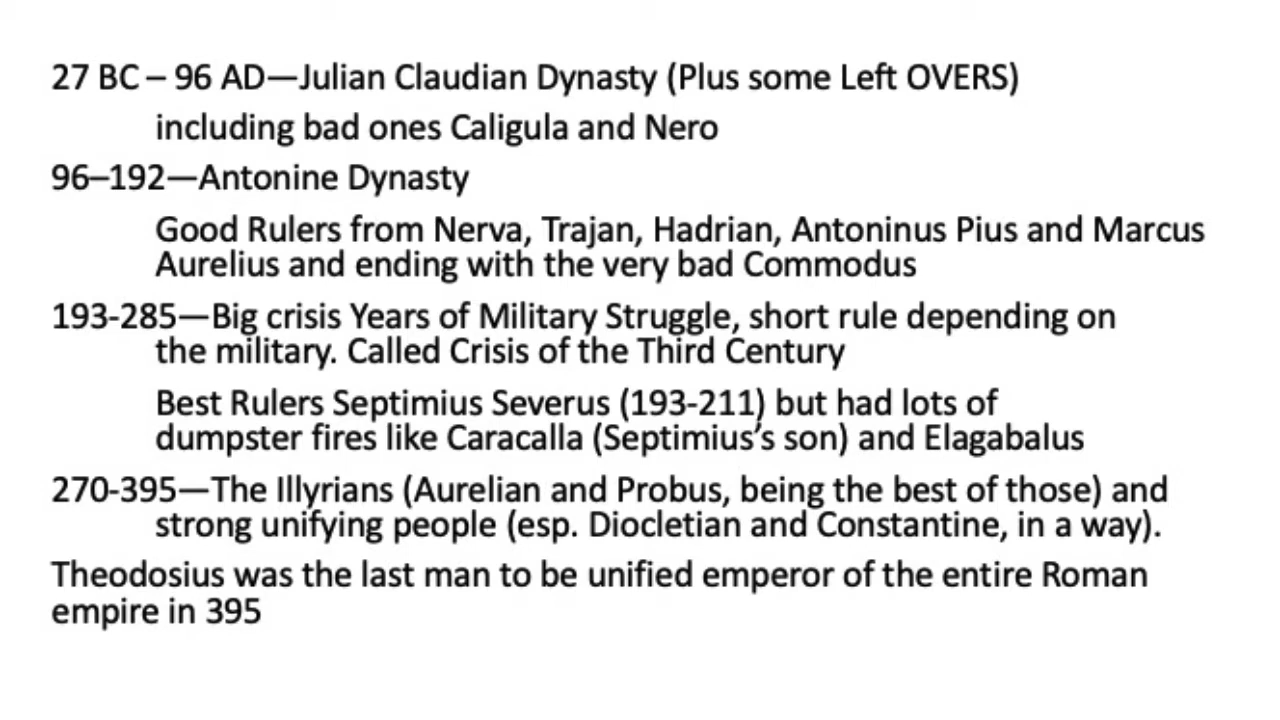 27 BC – 96 AD—Julian Claudian Dynasty (Plus some Left OVERS)
including bad ones Caligula and Nero
96–192—Antonine Dynasty
Good Rulers from Nerva, Trajan, Hadrian, Antoninus Pius and Marcus
Aurelius and ending with the very bad Commodus
193-285—Big crisis Years of Military Struggle, short rule depending on
the military. Called Crisis of the Third Century
Best Rulers Septimius Severus (193-211) but had lots of
dumpster fires like Caracalla (Septimius’s son) and Elagabalus
270-395—The Illyrians (Aurelian and Probus, being the best of those) and
strong unifying people (esp. Diocletian and Constantine, in a way).
Theodosius was the last man to be unified emperor of the entire Roman
empire in 395